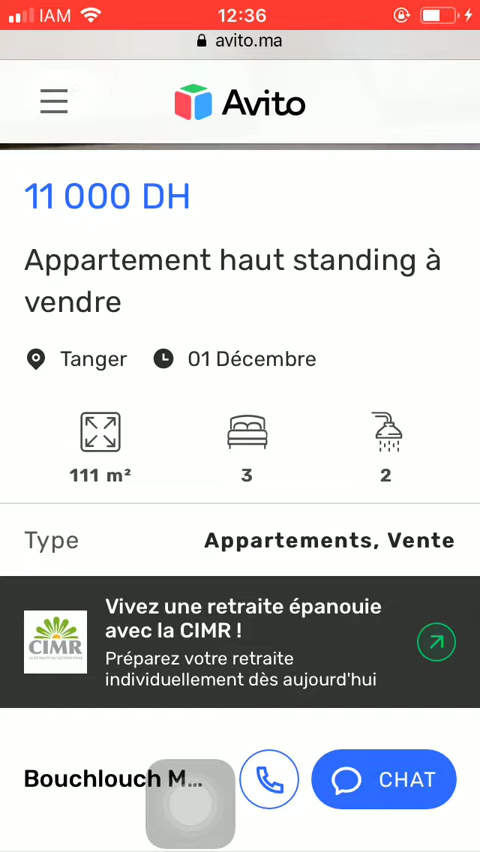 IAM 12:36
avito.ma
Avito
11 000 DH
Appartement haut standing à
vendre
Tanger 01 Décembre
111 m² 3 2
Type Appartements, Vente
Vivez une retraite épanouie
avec la CIMR !
CIMR
Préparez votre retraite
individuellement dès aujourd'hui
Bouchlouch M... CHAT